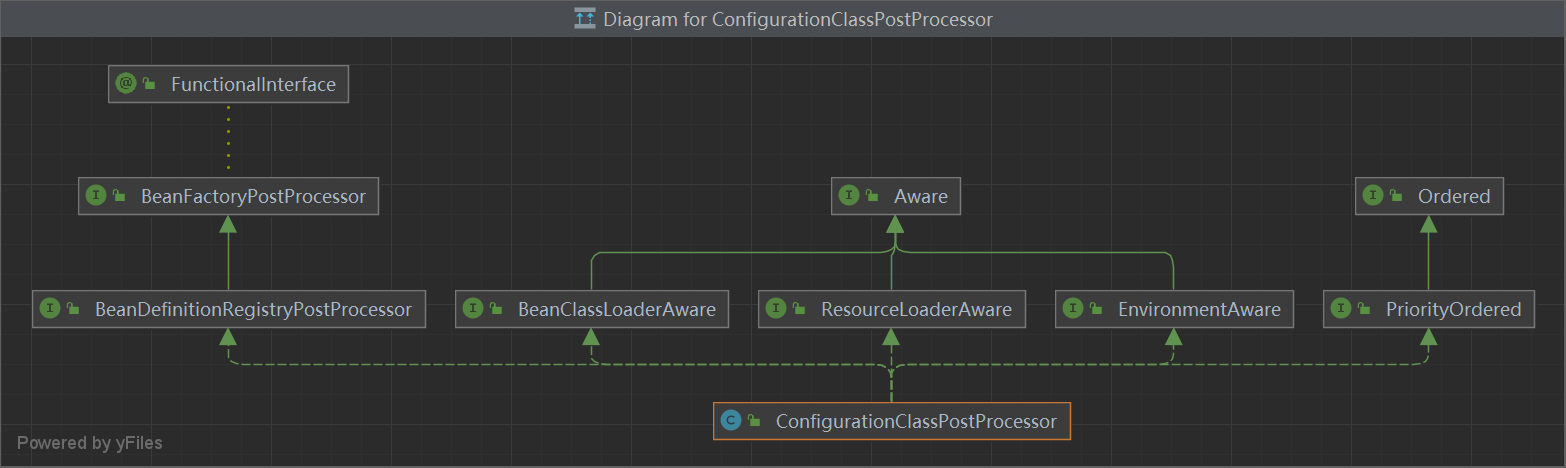 Diagram for ConfigurationClassPostProcessor
@ FunctionalInterface
I BeanFactoryPostProcessor
I Aware
I Ordered
I BeanDefinitionRegistryPostProcessor
I BeanClassLoaderAware
I ResourceLoaderAware
I EnvironmentAware
I PriorityOrdered
C ConfigurationClassPostProcessor
Powered by yFiles